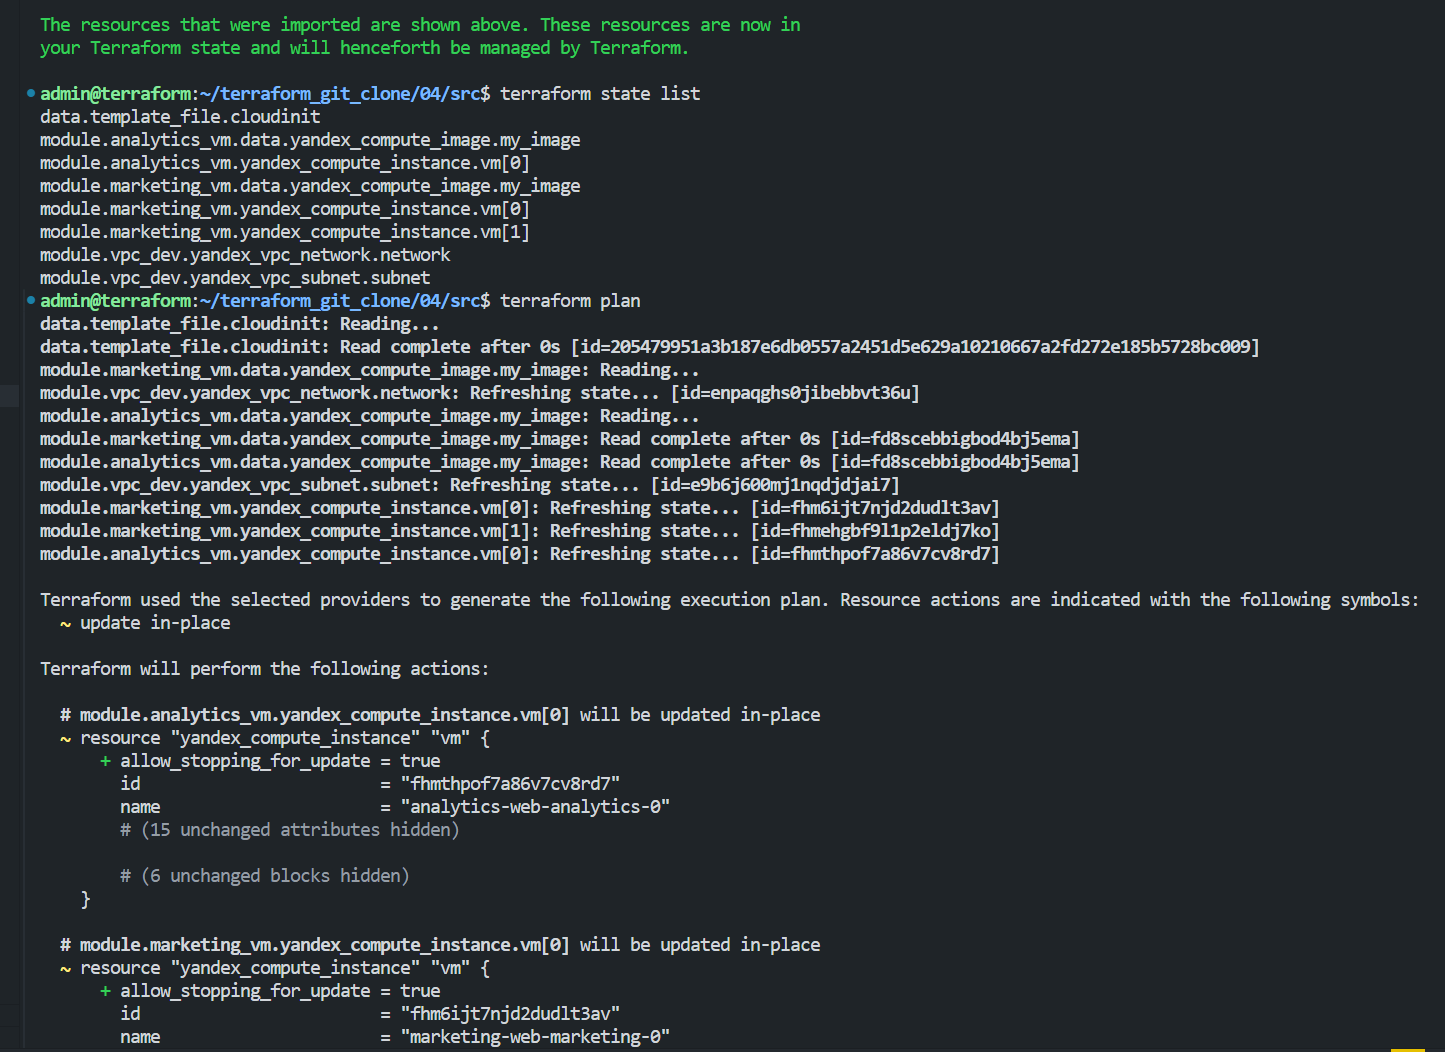 The resources that were imported are shown above. These resources are now in
your Terraform state and will henceforth be managed by Terraform.
admin@terraform:~/terraform_git_clone/04/src$ terraform state list
data.template_file.cloudinit
module.analytics_vm.data.yandex_compute_image.my_image
module.analytics_vm.yandex_compute_instance.vm[0]
module.marketing_vm.data.yandex_compute_image.my_image
module.marketing_vm.yandex_compute_instance.vm[0]
module.marketing_vm.yandex_compute_instance.vm[1]
module.vpc_dev.yandex_vpc_network.network
module.vpc_dev.yandex_vpc_subnet.subnet
admin@terraform:~/terraform_git_clone/04/src$ terraform plan
data.template_file.cloudinit: Reading...
data.template_file.cloudinit: Read complete after 0s [id=205479951a3b187e6db0557a2451d5e629a10210667a2fd272e185b5728bc009]
module.marketing_vm.data.yandex_compute_image.my_image: Reading...
module.vpc_dev.yandex_vpc_network.network: Refreshing state... [id=enpaqghs0jibebbvt36u]
module.analytics_vm.data.yandex_compute_image.my_image: Reading...
module.marketing_vm.data.yandex_compute_image.my_image: Read complete after 0s [id=fd8scebbigbod4bj5ema]
module.analytics_vm.data.yandex_compute_image.my_image: Read complete after 0s [id=fd8scebbigbod4bj5ema]
module.vpc_dev.yandex_vpc_subnet.subnet: Refreshing state... [id=e9b6j600mj1nqdjdjai7]
module.marketing_vm.yandex_compute_instance.vm[0]: Refreshing state... [id=fhm6ijt7njd2dudlt3av]
module.marketing_vm.yandex_compute_instance.vm[1]: Refreshing state... [id=fhmehgbf9l1p2eldj7ko]
module.analytics_vm.yandex_compute_instance.vm[0]: Refreshing state... [id=fhmthpof7a86v7cv8rd7]
Terraform used the selected providers to generate the following execution plan. Resource actions are indicated with the following symbols:
  ~ update in-place
Terraform will perform the following actions:
  # module.analytics_vm.yandex_compute_instance.vm[0] will be updated in-place
  ~ resource "yandex_compute_instance" "vm" {
      + allow_stopping_for_update = true
        id                        = "fhmthpof7a86v7cv8rd7"
        name                      = "analytics-web-analytics-0"
        # (15 unchanged attributes hidden)
        # (6 unchanged blocks hidden)
    }
  # module.marketing_vm.yandex_compute_instance.vm[0] will be updated in-place
  ~ resource "yandex_compute_instance" "vm" {
      + allow_stopping_for_update = true
        id                        = "fhm6ijt7njd2dudlt3av"
        name                      = "marketing-web-marketing-0"